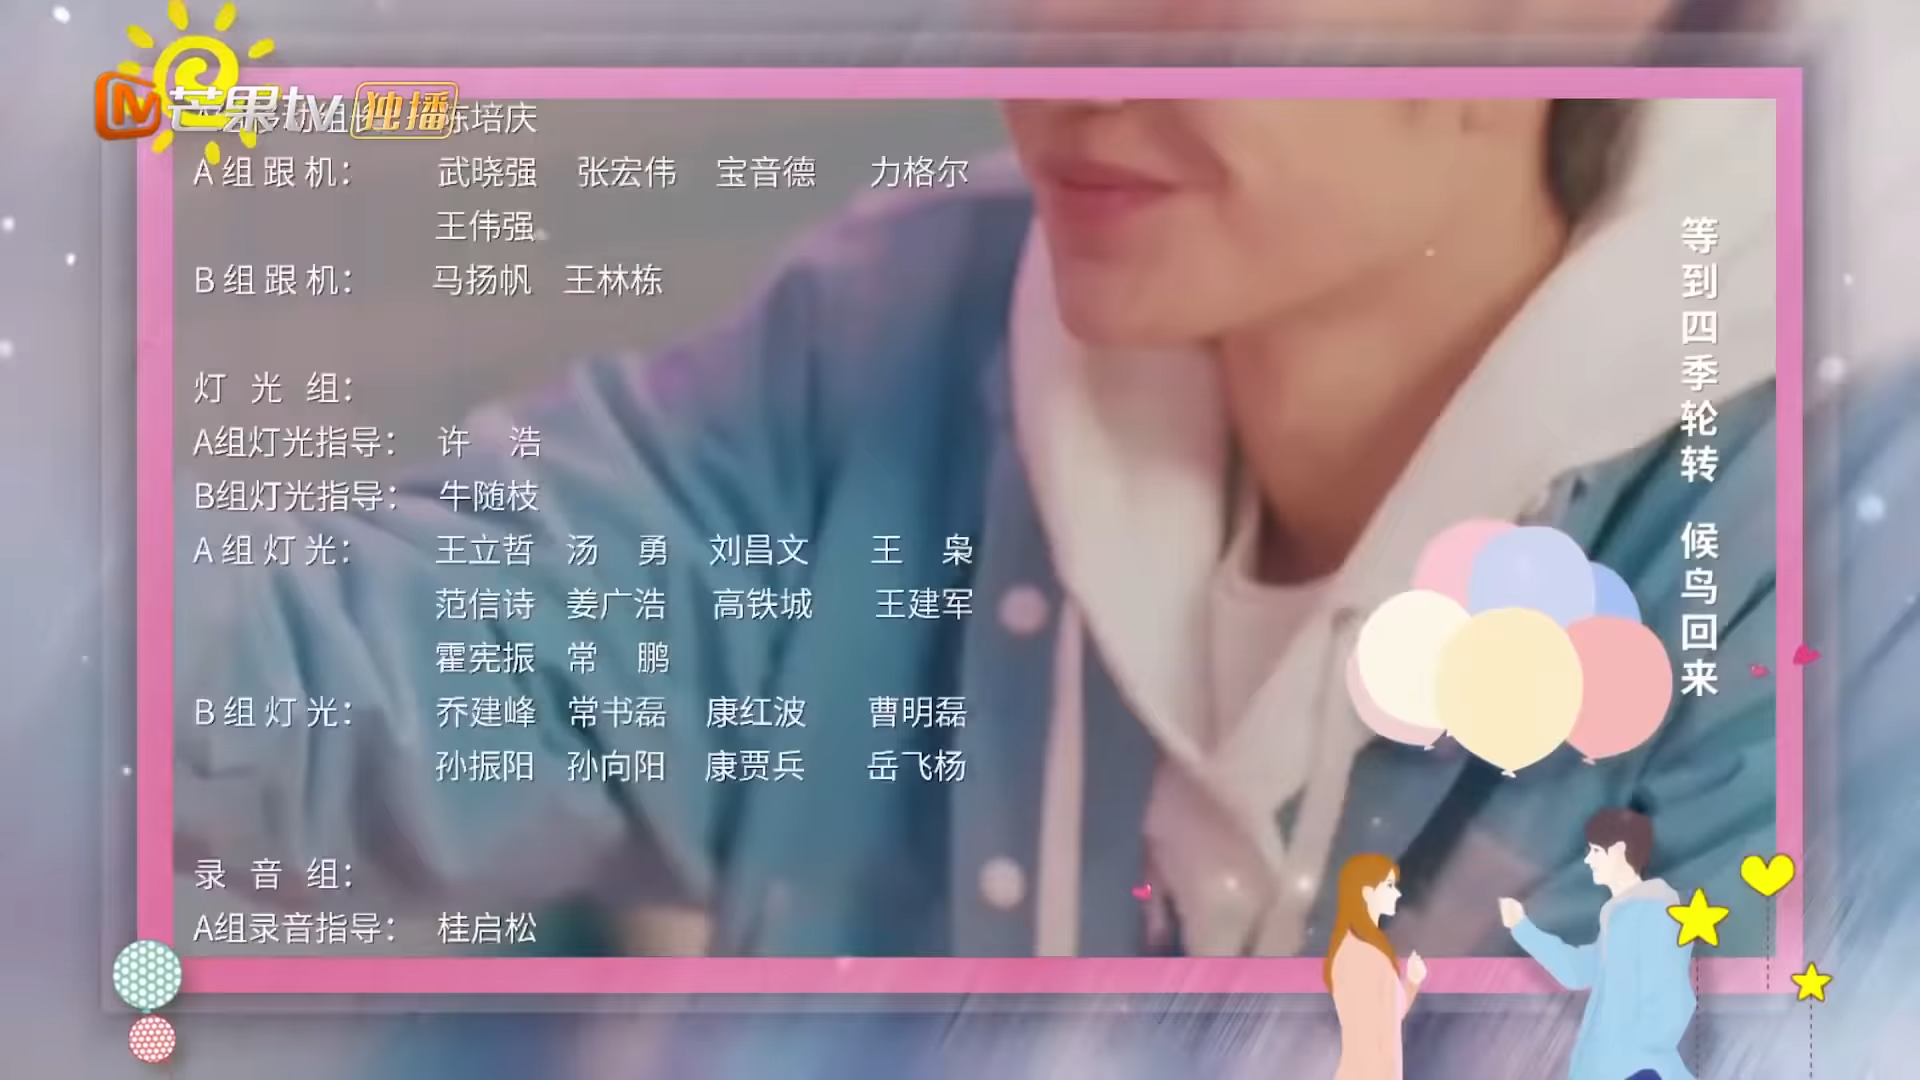 芒果tv 独播
陈培庆
A组跟机： 武晓强 张宏伟 宝音德 力格尔
王伟强
B组跟机： 马扬帆 王林栋
灯光组：
A组灯光指导： 许浩
B组灯光指导： 牛随枝
A组灯光： 王立哲 汤勇 刘昌文 王枭
范信诗 姜广浩 高铁城 王建军
霍宪振 常鹏
B组灯光： 乔建峰 常书磊 康红波 曹明磊
孙振阳 孙向阳 康贾兵 岳飞杨
录音组：
A组录音指导： 桂启松
等到四季轮转 候鸟回来